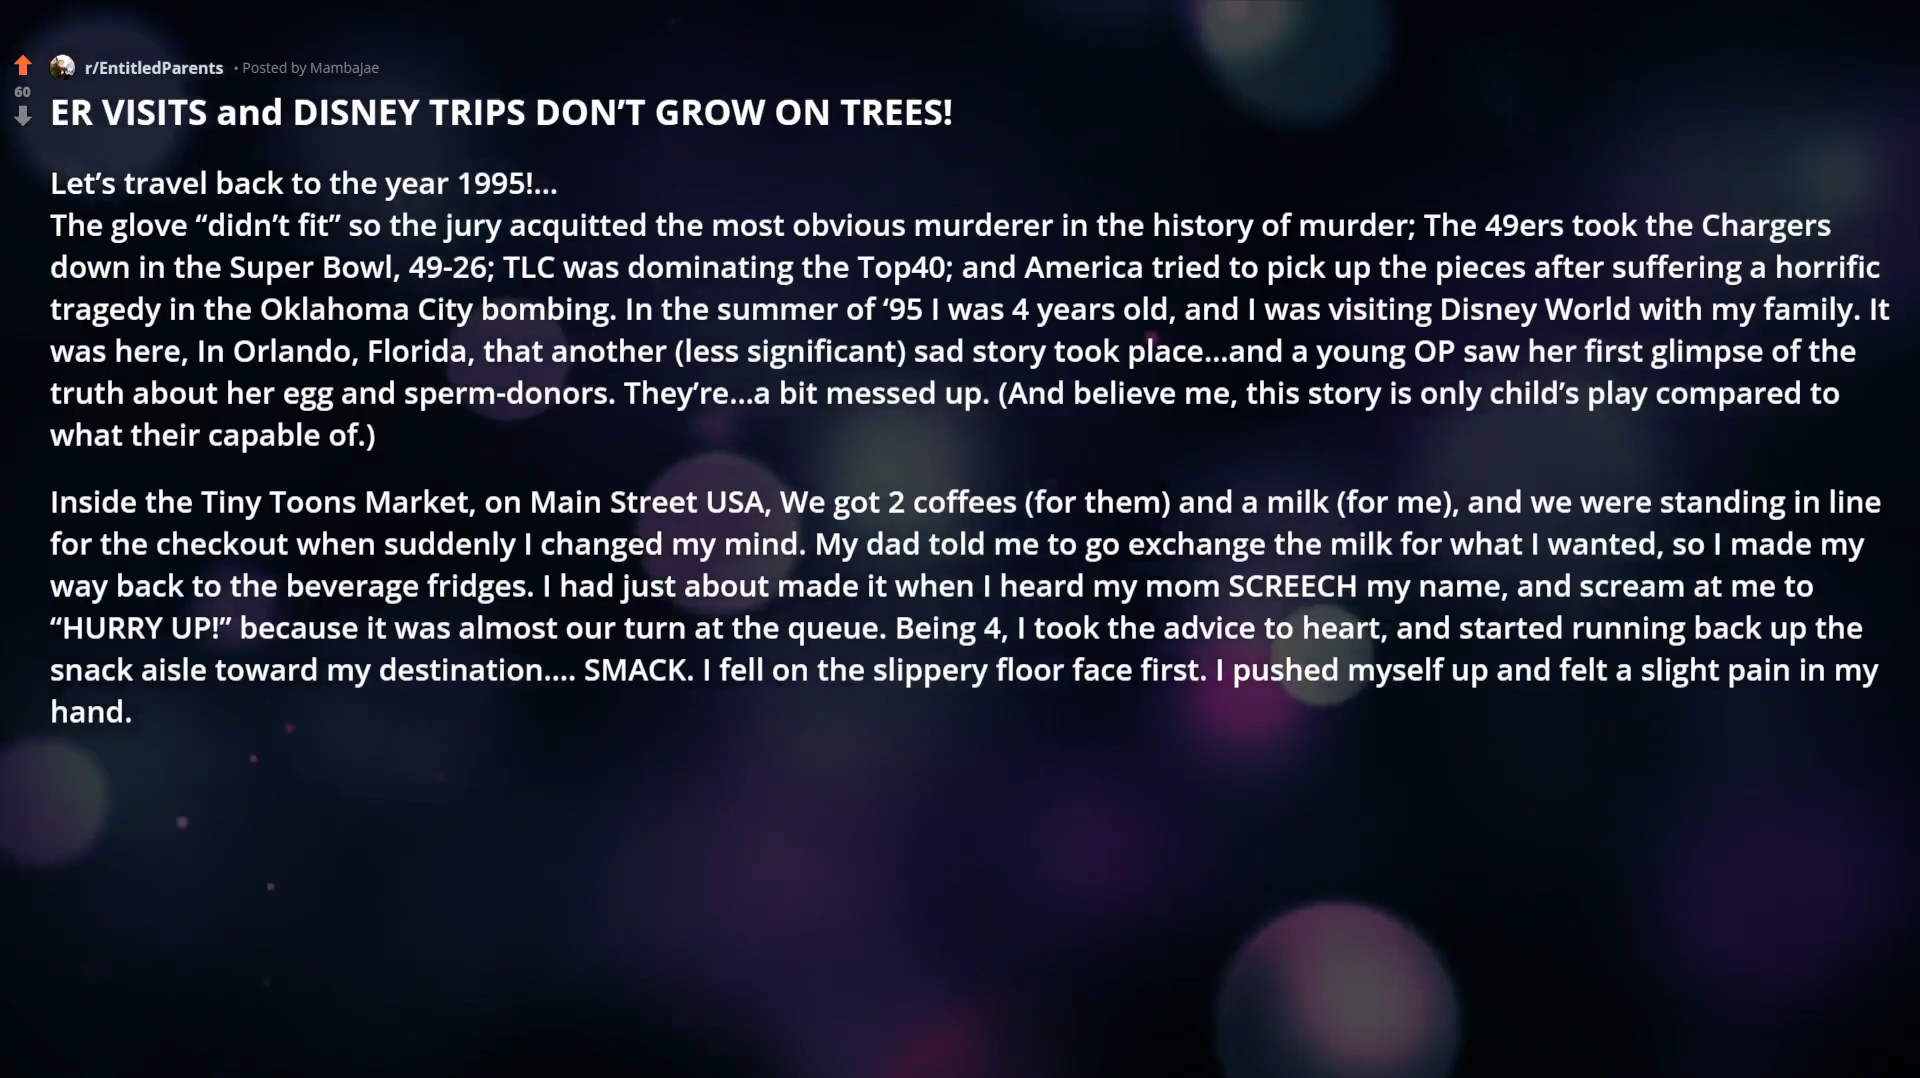 r/EntitledParents • Posted by MambaJae
60
ER VISITS and DISNEY TRIPS DON’T GROW ON TREES!
Let’s travel back to the year 1995!...
The glove “didn’t fit” so the jury acquitted the most obvious murderer in the history of murder; The 49ers took the Chargers
down in the Super Bowl, 49-26; TLC was dominating the Top40; and America tried to pick up the pieces after suffering a horrific
tragedy in the Oklahoma City bombing. In the summer of ‘95 I was 4 years old, and I was visiting Disney World with my family. It
was here, In Orlando, Florida, that another (less significant) sad story took place...and a young OP saw her first glimpse of the
truth about her egg and sperm-donors. They’re...a bit messed up. (And believe me, this story is only child’s play compared to
what their capable of.)
Inside the Tiny Toons Market, on Main Street USA, We got 2 coffees (for them) and a milk (for me), and we were standing in line
for the checkout when suddenly I changed my mind. My dad told me to go exchange the milk for what I wanted, so I made my
way back to the beverage fridges. I had just about made it when I heard my mom SCREECH my name, and scream at me to
“HURRY UP!” because it was almost our turn at the queue. Being 4, I took the advice to heart, and started running back up the
snack aisle toward my destination.... SMACK. I fell on the slippery floor face first. I pushed myself up and felt a slight pain in my
hand.